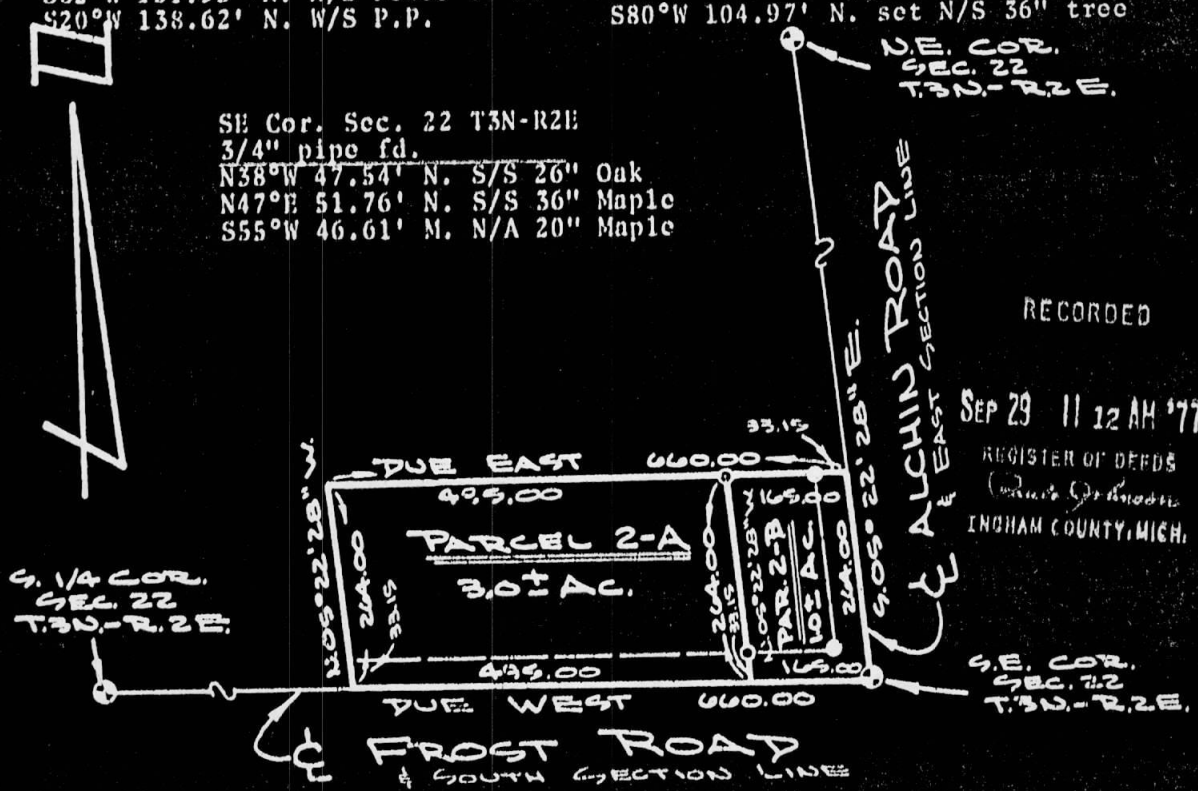 S20°W 138.62' N. W/S P.P.
S80°W 104.97' N. set N/S 36" tree
N.E. COR.
SEC. 22
T.3N.-R.2E.
SE Cor. Sec. 22 T3N-R2E
3/4" pipe fd.
N38°W 47.54' N. S/S 26" Oak
N47°E 51.76' N. S/S 36" Maple
S55°W 46.61' M. N/A 20" Maple
ALCHIN ROAD
& EAST SECTION LINE
S.05°22'28"E.
RECORDED
SEP 29 11 12 AM '77
REGISTER OF DEEDS
INGHAM COUNTY, MICH.
33.15
DUE EAST 660.00
495.00
165.00
N.05°22'28"W.
264.00
33.15
PARCEL 2-A
3.0± AC.
264.00
33.15
N.05°22'28"W
PAR. 2-B
1.0± AC.
264.00
S. 1/4 COR.
SEC. 22
T.3N.-R.2E.
495.00
165.00
DUE WEST 660.00
S.E. COR.
SEC. 22
T.3N.-R.2E.
℄ FROST ROAD
& SOUTH SECTION LINE